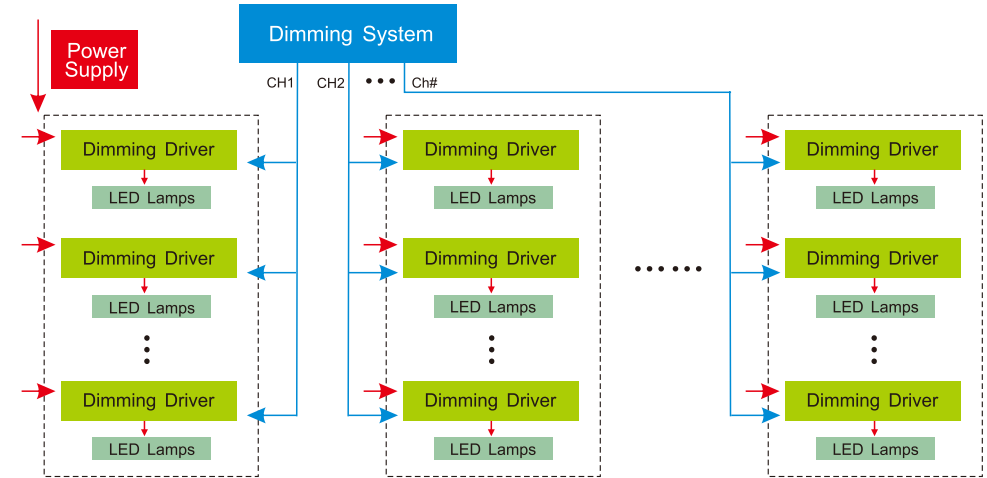 Dimming System
Power
Supply
CH1
CH2
Ch#
Dimming Driver
Dimming Driver
Dimming Driver
LED Lamps
LED Lamps
LED Lamps
Dimming Driver
Dimming Driver
Dimming Driver
LED Lamps
LED Lamps
LED Lamps
Dimming Driver
Dimming Driver
Dimming Driver
LED Lamps
LED Lamps
LED Lamps